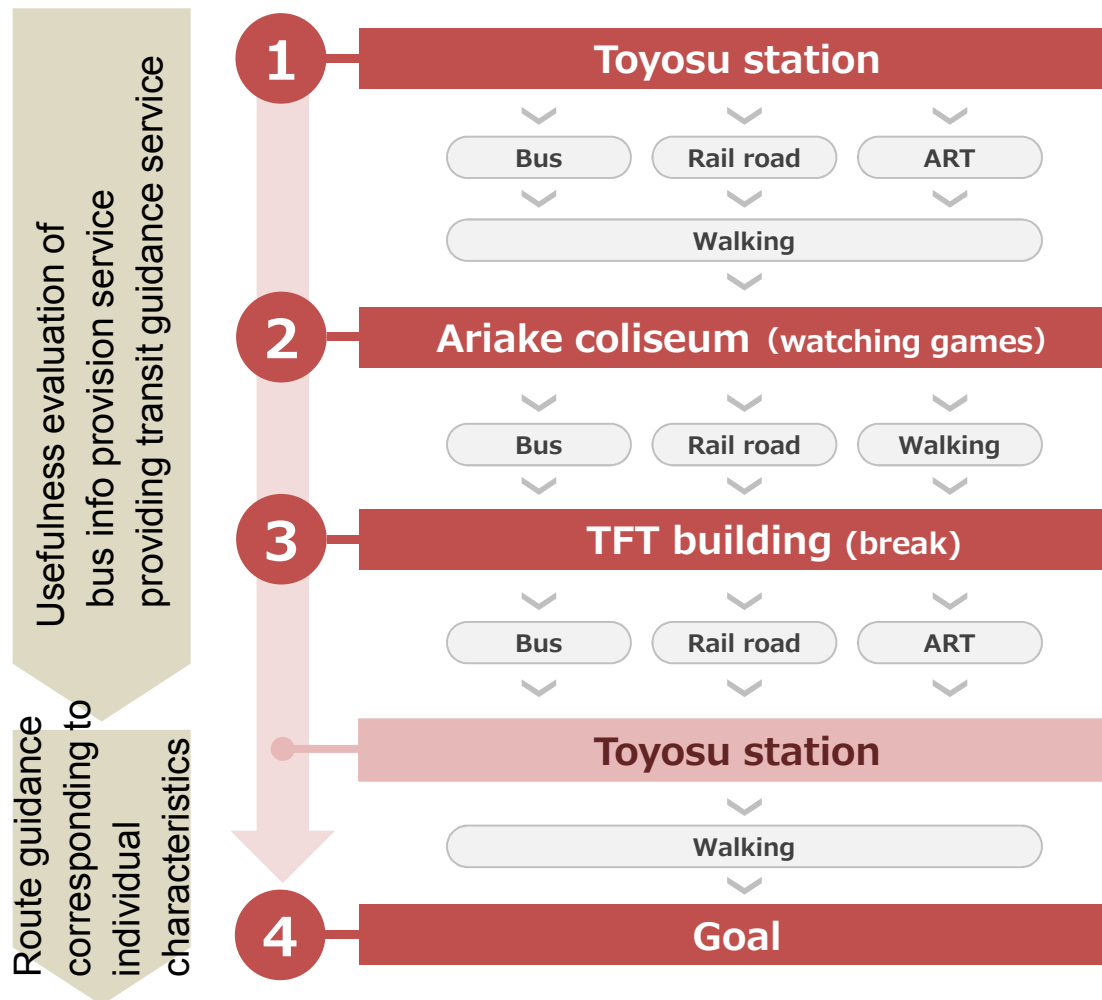 Usefulness evaluation of
bus info provision service
providing transit guidance service
Route guidance
corresponding to
individual
characteristics
1
Toyosu station
Bus
Rail road
ART
Walking
2
Ariake coliseum (watching games)
Bus
Rail road
Walking
3
TFT building (break)
Bus
Rail road
ART
Toyosu station
Walking
4
Goal